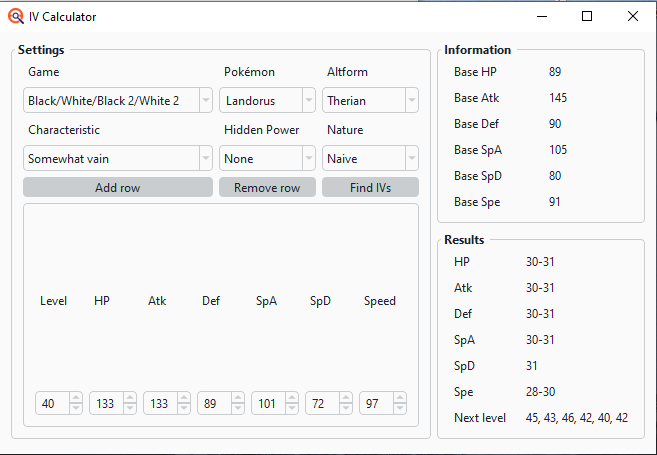 IV Calculator
Settings
Game Pokémon Altform
Black/White/Black 2/White 2 Landorus Therian
Characteristic Hidden Power Nature
Somewhat vain None Naive
Add row Remove row Find IVs
Level HP Atk Def SpA SpD Speed
40 133 133 89 101 72 97
Information
Base HP 89
Base Atk 145
Base Def 90
Base SpA 105
Base SpD 80
Base Spe 91
Results
HP 30-31
Atk 30-31
Def 30-31
SpA 30-31
SpD 31
Spe 28-30
Next level 45, 43, 46, 42, 40, 42